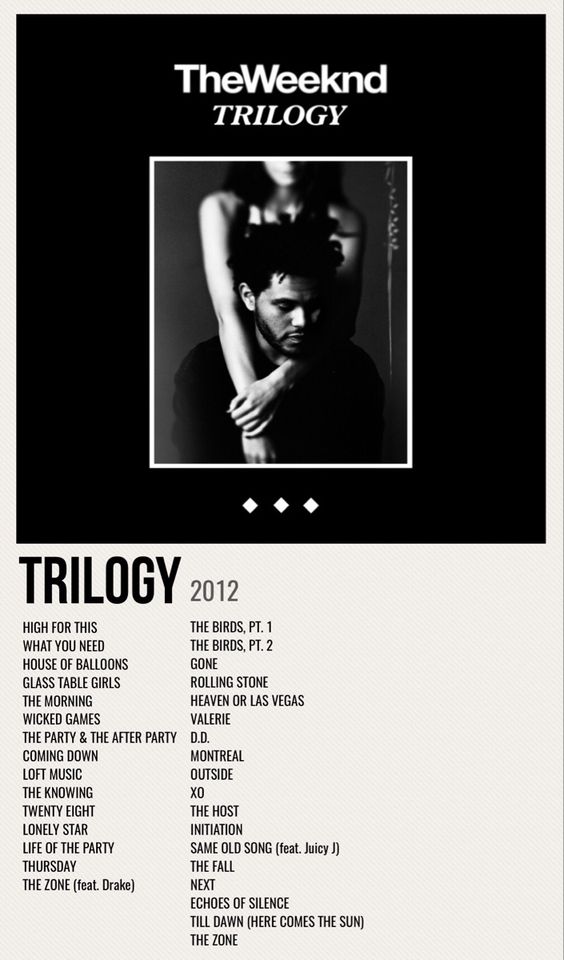 TheWeeknd
TRILOGY
TRILOGY 2012
HIGH FOR THIS
WHAT YOU NEED
HOUSE OF BALLOONS
GLASS TABLE GIRLS
THE MORNING
WICKED GAMES
THE PARTY & THE AFTER PARTY
COMING DOWN
LOFT MUSIC
THE KNOWING
TWENTY EIGHT
LONELY STAR
LIFE OF THE PARTY
THURSDAY
THE ZONE (feat. Drake)
THE BIRDS, PT. 1
THE BIRDS, PT. 2
GONE
ROLLING STONE
HEAVEN OR LAS VEGAS
VALERIE
D.D.
MONTREAL
OUTSIDE
XO
THE HOST
INITIATION
SAME OLD SONG (feat. Juicy J)
THE FALL
NEXT
ECHOES OF SILENCE
TILL DAWN (HERE COMES THE SUN)
THE ZONE